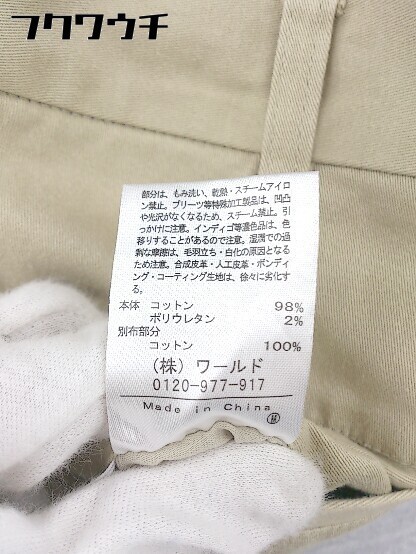 フクワウチ
部分は、もみ洗い、乾熱・スチームアイロ
ン禁止。プリーツ等特殊加工製品は、凹凸
や光沢がなくなるため、スチーム禁止。引
っかけに注意。インディゴ等濃色品は、色
移りすることがあるので注意。湿潤での過
剰な摩擦は、毛羽立ち・白化の原因となる
ため注意。合成皮革・人工皮革・ボンディ
ング・コーティング生地は、徐々に劣化す
る。
本体 コットン 98%
ポリウレタン 2%
別布部分
コットン 100%
(株) ワールド
0120-977-917
Made in China